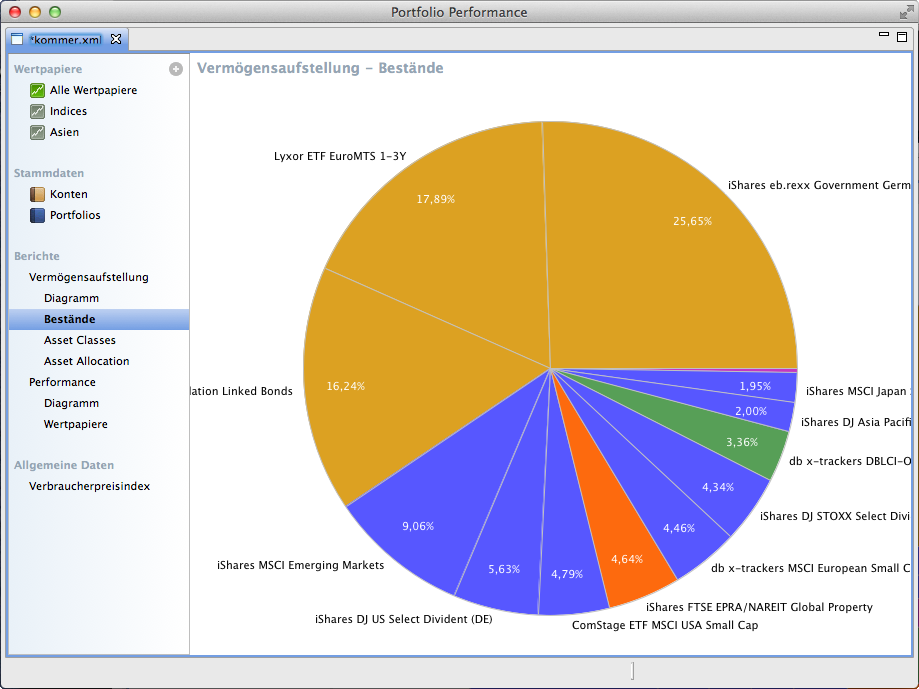 Portfolio Performance
*kommer.xml
Wertpapiere
Alle Wertpapiere
Indices
Asien
Stammdaten
Konten
Portfolios
Berichte
Vermögensaufstellung
Diagramm
Bestände
Asset Classes
Asset Allocation
Performance
Diagramm
Wertpapiere
Allgemeine Daten
Verbraucherpreisindex
Vermögensaufstellung – Bestände
Lyxor ETF EuroMTS 1-3Y
17,89%
iShares eb.rexx Government Germ
25,65%
lation Linked Bonds
16,24%
1,95%
iShares MSCI Japan
2,00%
iShares DJ Asia Pacifi
3,36%
db x-trackers DBLCI-O
4,34%
iShares DJ STOXX Select Divi
4,46%
db x-trackers MSCI European Small C
4,64%
iShares FTSE EPRA/NAREIT Global Property
4,79%
ComStage ETF MSCI USA Small Cap
5,63%
iShares DJ US Select Divident (DE)
9,06%
iShares MSCI Emerging Markets